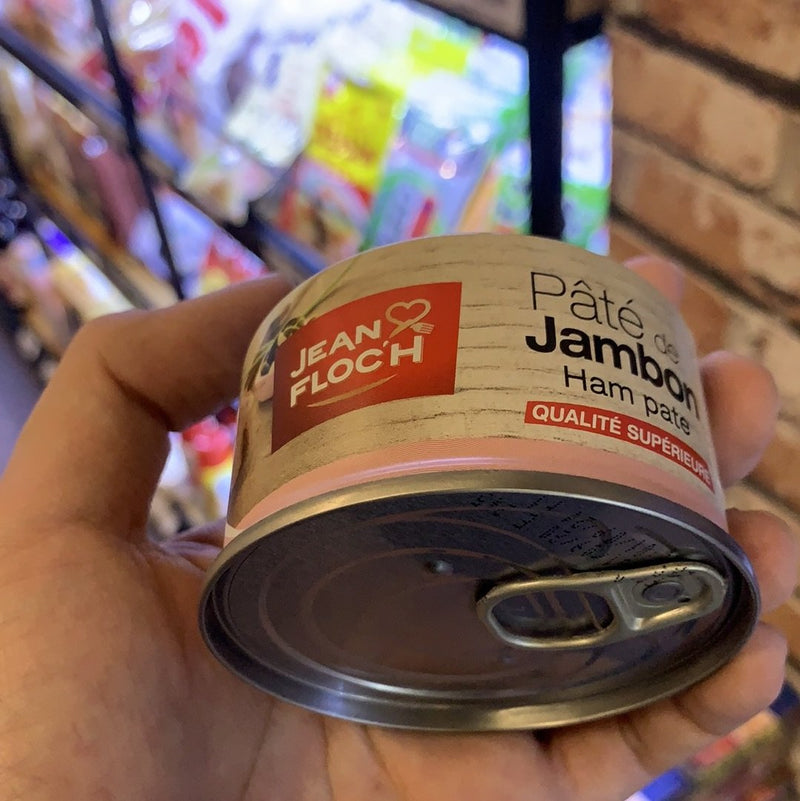 JEAN
FLOC'H
Pâté de
Jambon
Ham pate
QUALITÉ SUPÉRIEURE